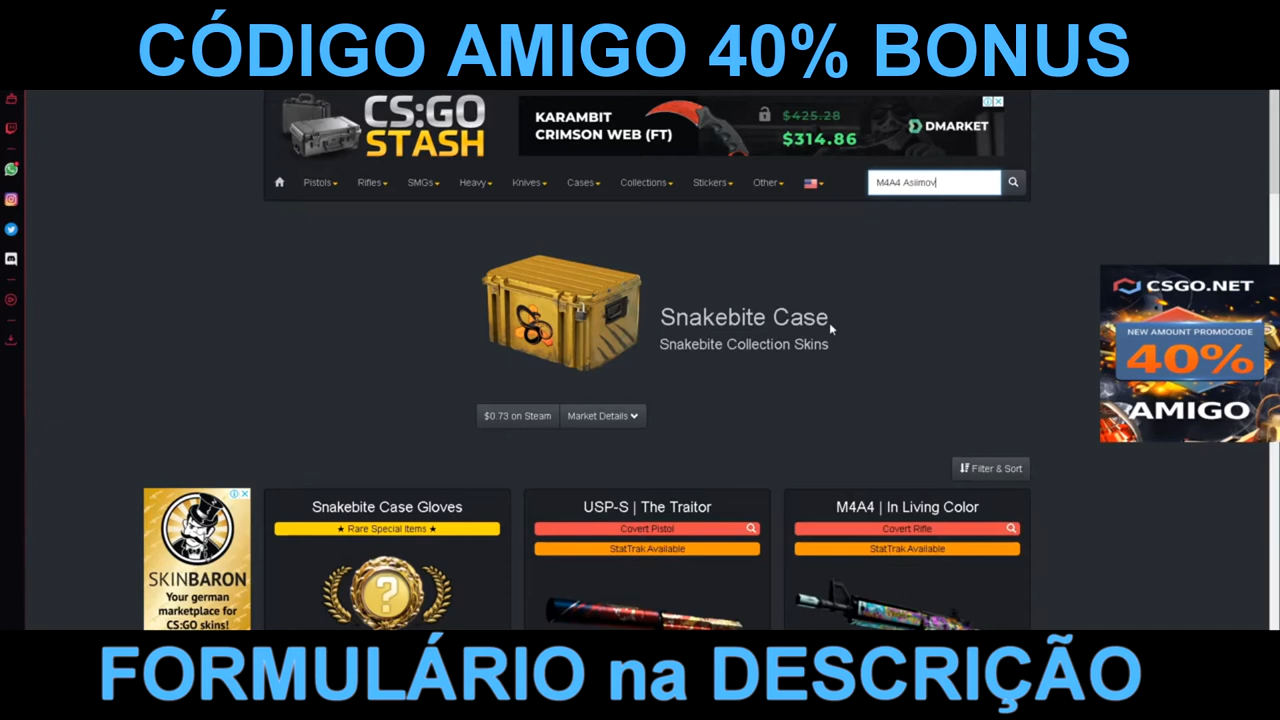 CÓDIGO AMIGO 40% BONUS
CS:GO
STASH
KARAMBIT
CRIMSON WEB (FT)
$425.28
$314.86
DMARKET
Pistols
Rifles
SMGs
Heavy
Knives
Cases
Collections
Stickers
Other
M4A4 Asiimov
Snakebite Case
Snakebite Collection Skins
$0.73 on Steam
Market Details
CSGO.NET
NEW AMOUNT PROMOCODE
40%
AMIGO
Filter & Sort
SKINBARON
Your german
marketplace for
CS:GO skins!
Snakebite Case Gloves
★ Rare Special Items ★
?
USP-S | The Traitor
Covert Pistol
StatTrak Available
M4A4 | In Living Color
Covert Rifle
StatTrak Available
FORMULÁRIO na DESCRIÇÃO